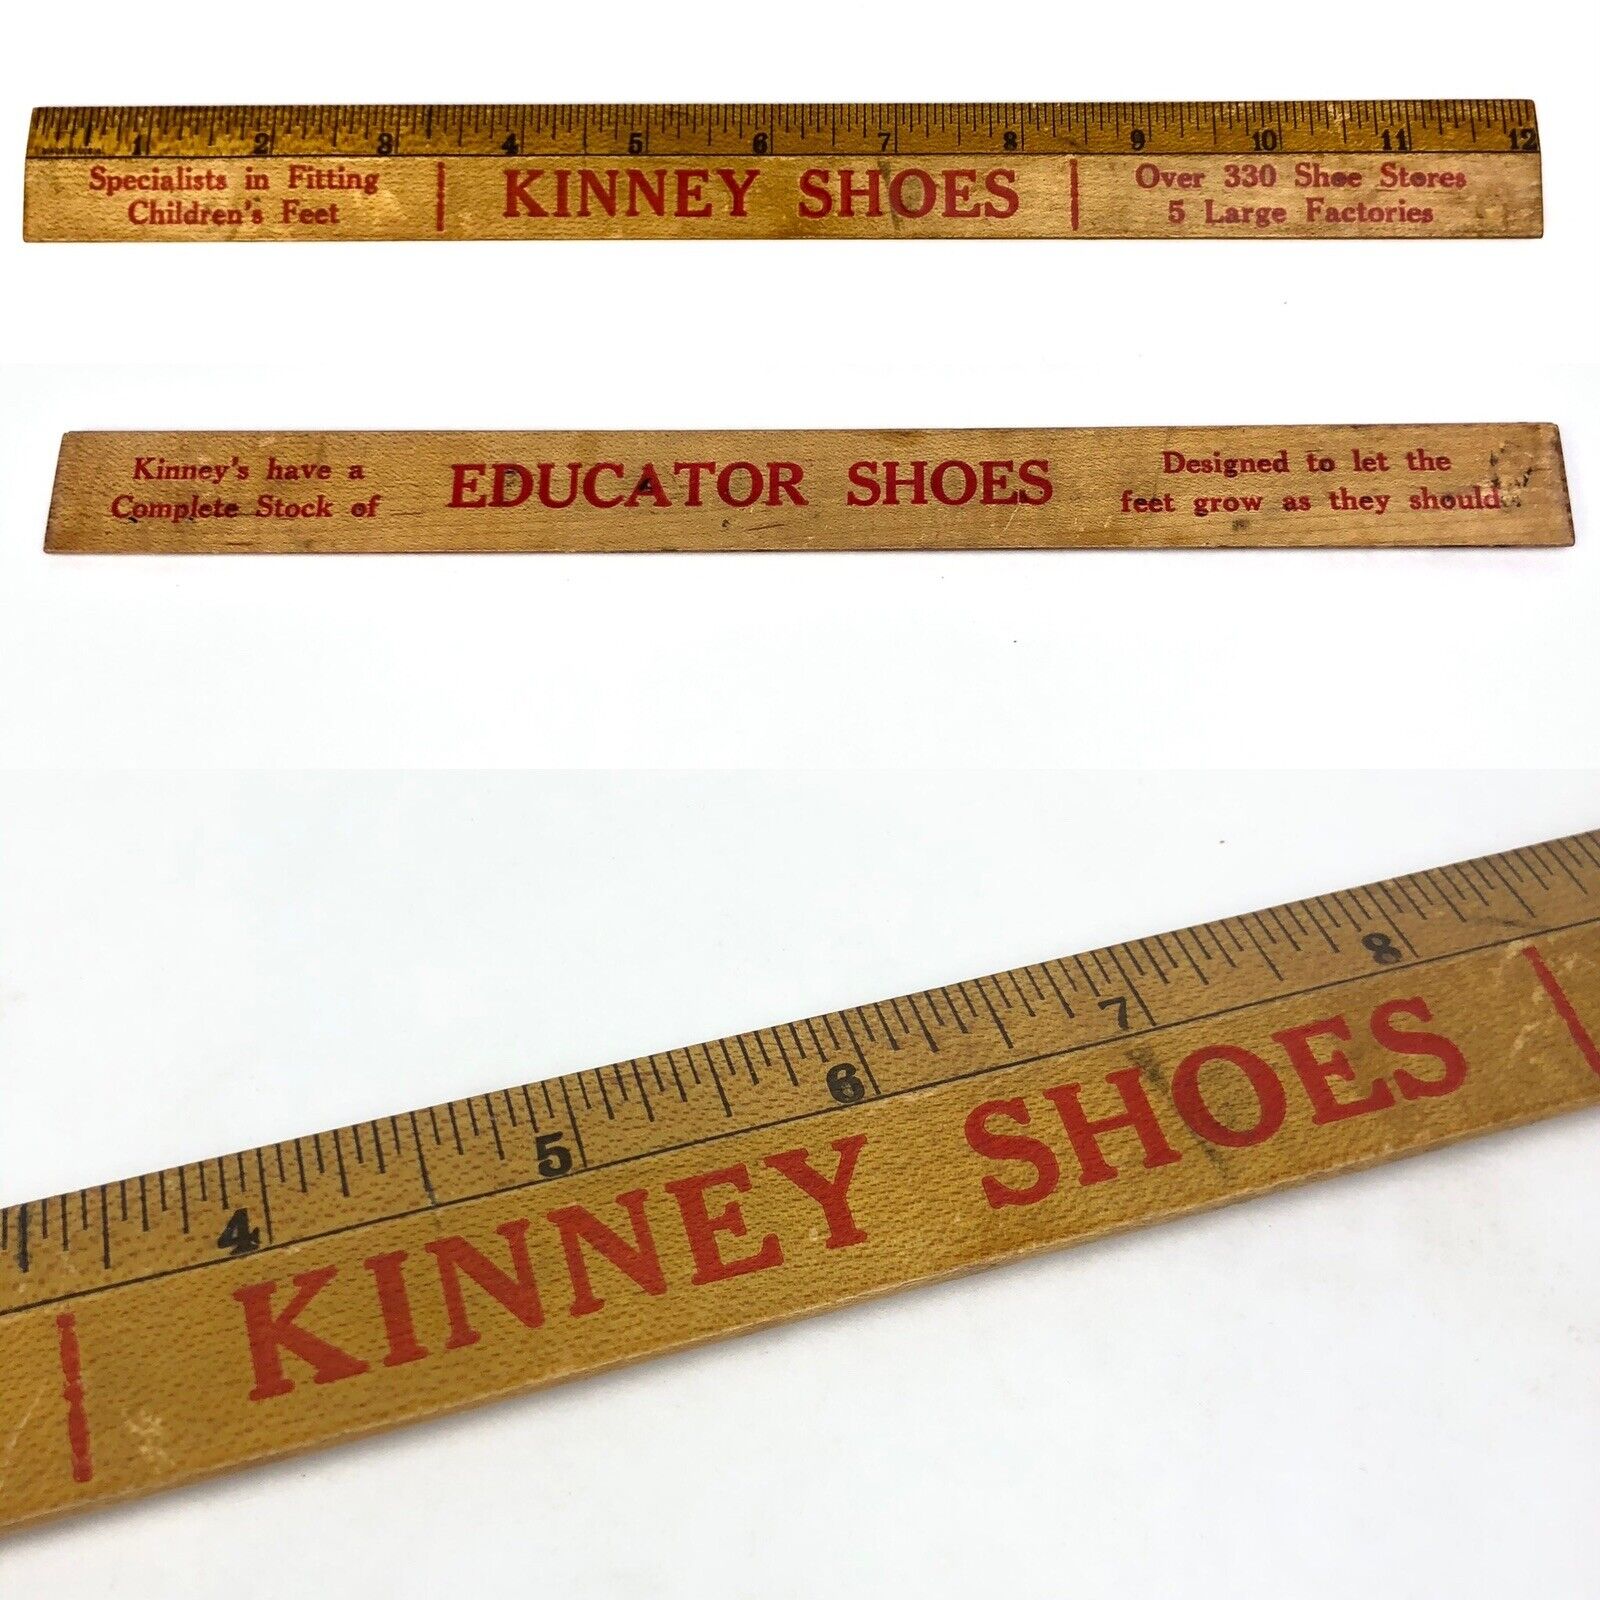 1 2 3 4 5 6 7 8 9 10 11 12
Specialists in Fitting
Children's Feet
KINNEY SHOES
Over 330 Shoe Stores
5 Large Factories
Kinney's have a
Complete Stock of
EDUCATOR SHOES
Designed to let the
feet grow as they should.
4 5 6 7 8
KINNEY SHOES